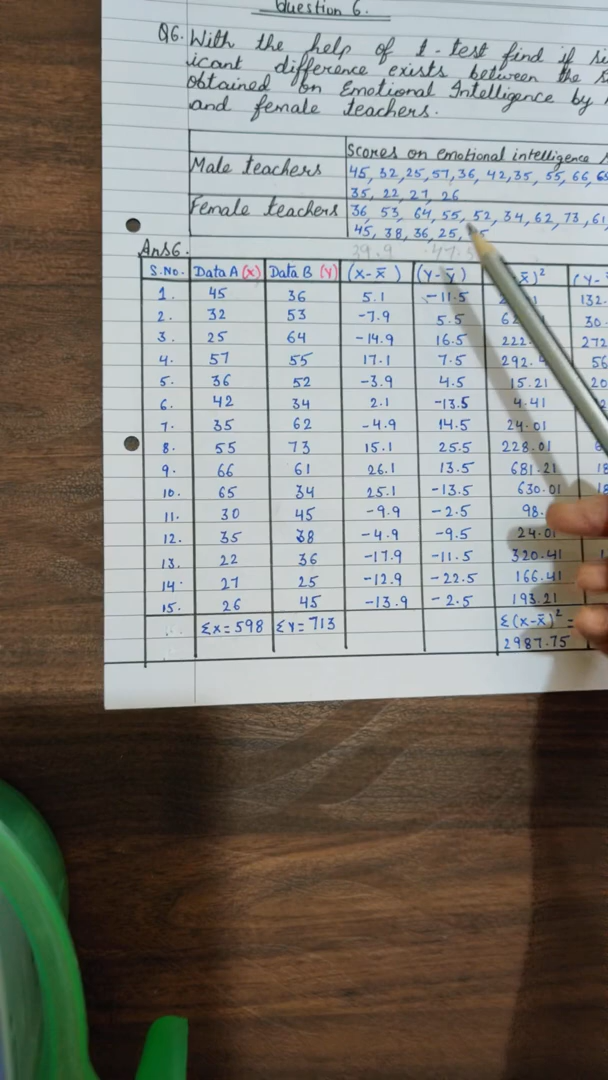 Question 6.
Q6. With the help of t-test find if
icant difference exists between the
obtained on Emotional Intelligence by
and female teachers.
Scores on emotional intelligence
Male teachers 45, 32, 25, 57, 36, 42, 35, 55, 66,
35, 22, 27, 26
Female teachers 36, 53, 64, 55, 52, 34, 62, 73, 61,
45, 38, 36, 25,
Ans6. 39.9 47.5
S.No. Data A (X) Data B (Y) (X-X̄) (Y-Ȳ) X̄)²
1. 45 36 5.1 -11.5 132.
2. 32 53 -7.9 5.5 30.
3. 25 64 -14.9 16.5 222. 272
4. 57 55 17.1 7.5 292. 56
5. 36 52 -3.9 4.5 15.21 20
6. 42 34 2.1 -13.5 4.41
7. 35 62 -4.9 14.5 24.01
8. 55 73 15.1 25.5 228.01
9. 66 61 26.1 13.5 681.21 18
10. 65 34 25.1 -13.5 630.01 18
11. 30 45 -9.9 -2.5 98.
12. 35 38 -4.9 -9.5 24.01
13. 22 36 -17.9 -11.5 320.41
14. 27 25 -12.9 -22.5 166.41
15. 26 45 -13.9 -2.5 193.21
ΣX=598 ΣY=713 Σ(X-X̄)²=
2987.75